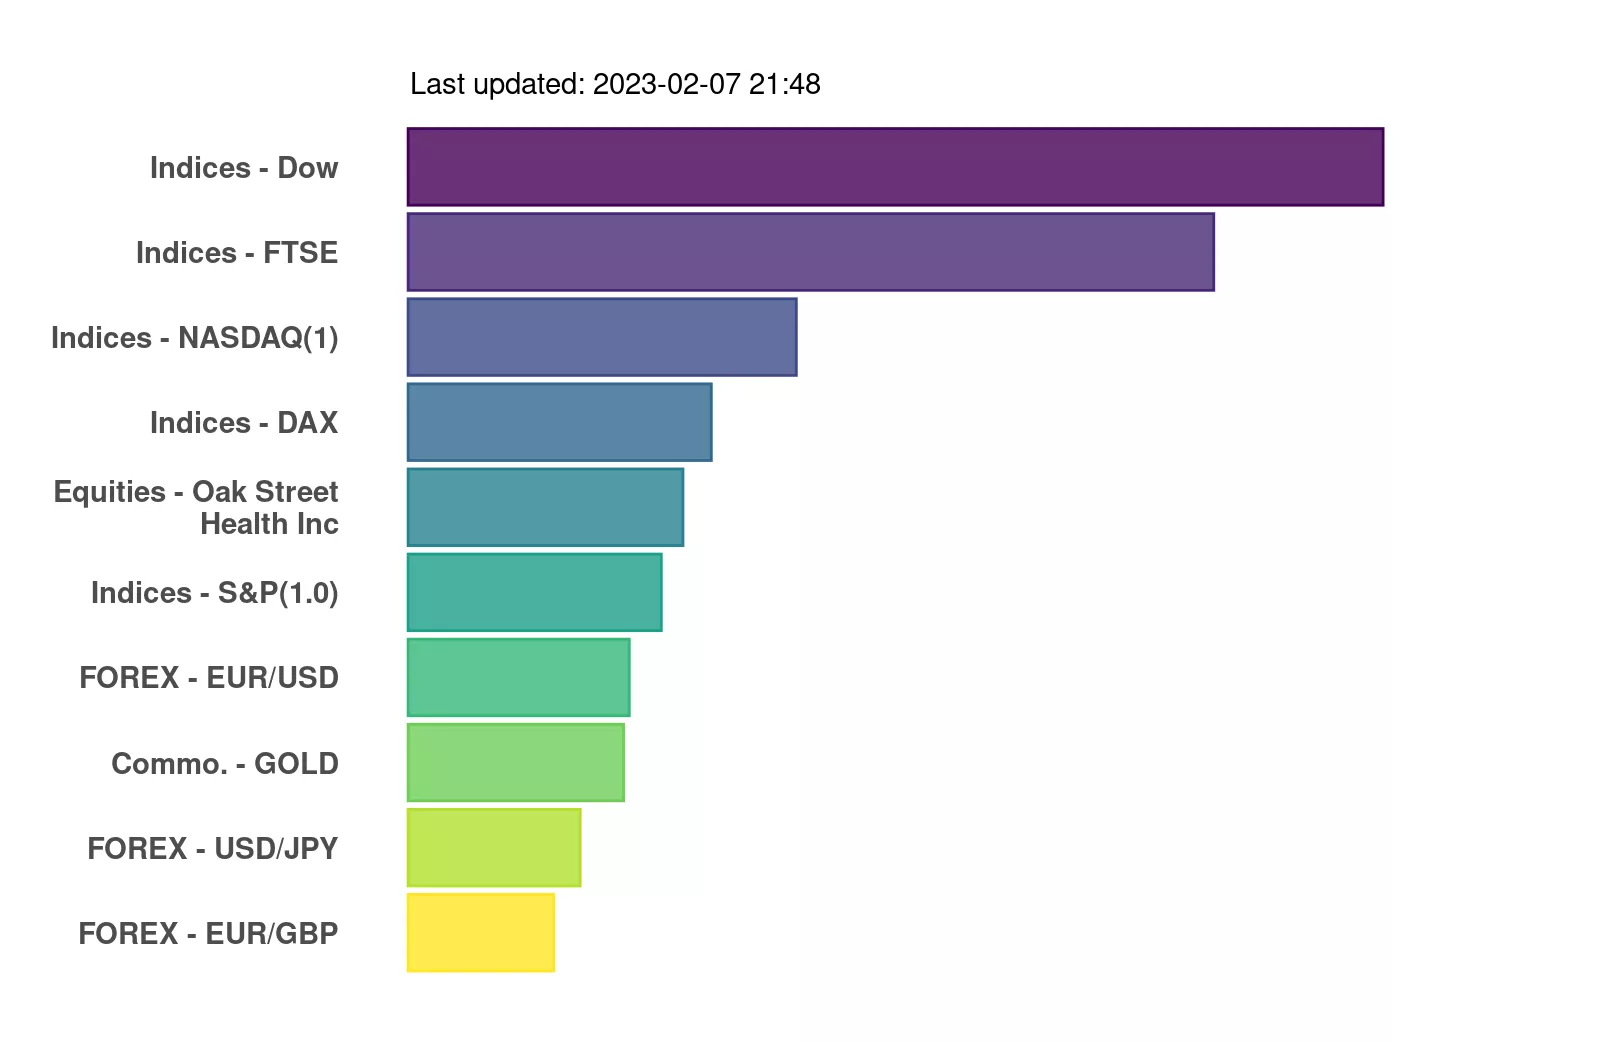 Last updated: 2023-02-07 21:48
Indices - Dow
Indices - FTSE
Indices - NASDAQ(1)
Indices - DAX
Equities - Oak Street
Health Inc
Indices - S&P(1.0)
FOREX - EUR/USD
Commo. - GOLD
FOREX - USD/JPY
FOREX - EUR/GBP